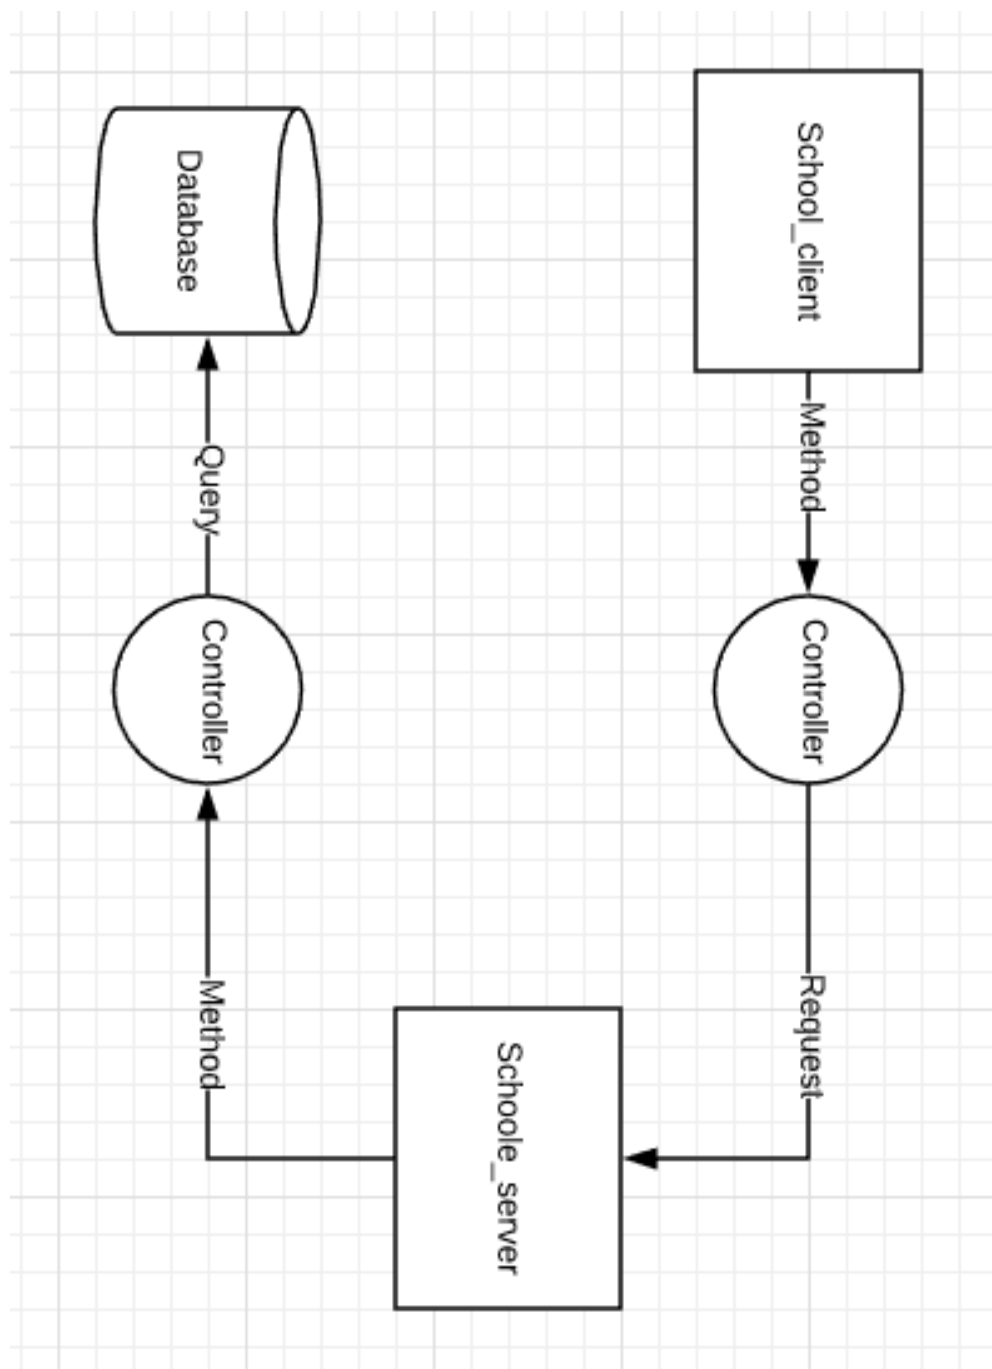 School_client
Method
Controller
Request
Schoole_server
Method
Controller
Query
Database